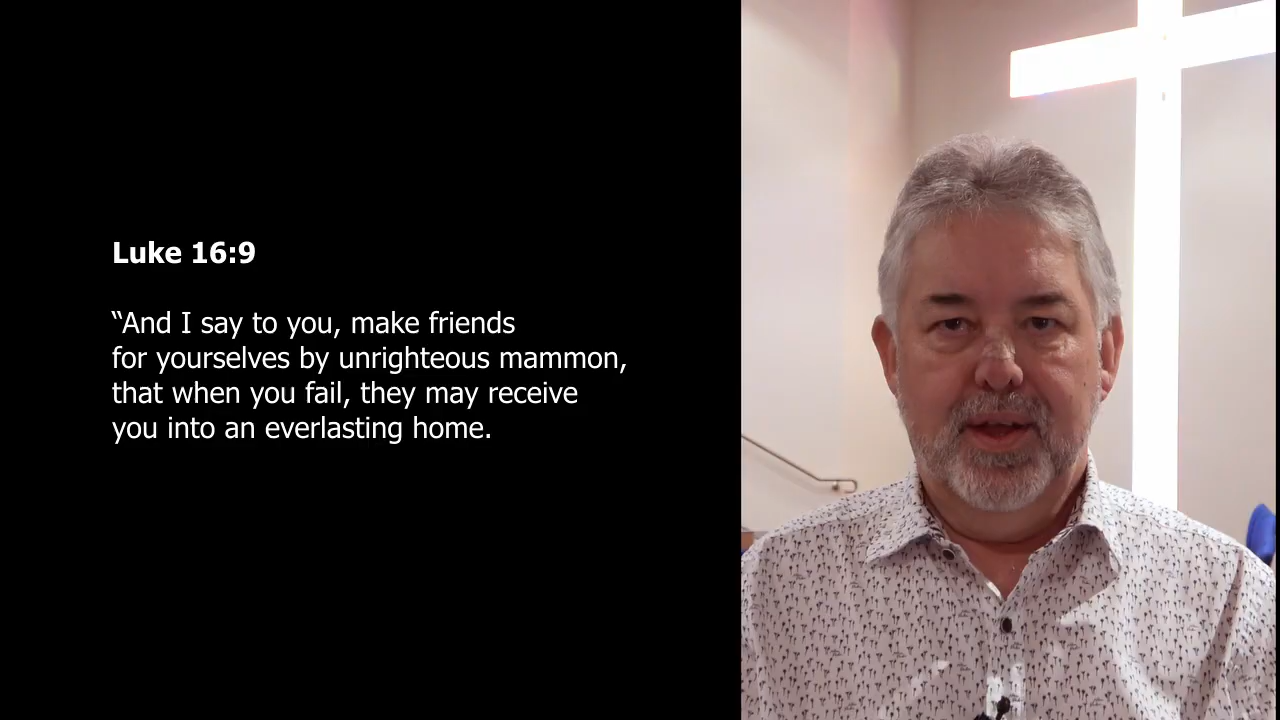 Luke 16:9
“And I say to you, make friends
for yourselves by unrighteous mammon,
that when you fail, they may receive
you into an everlasting home.